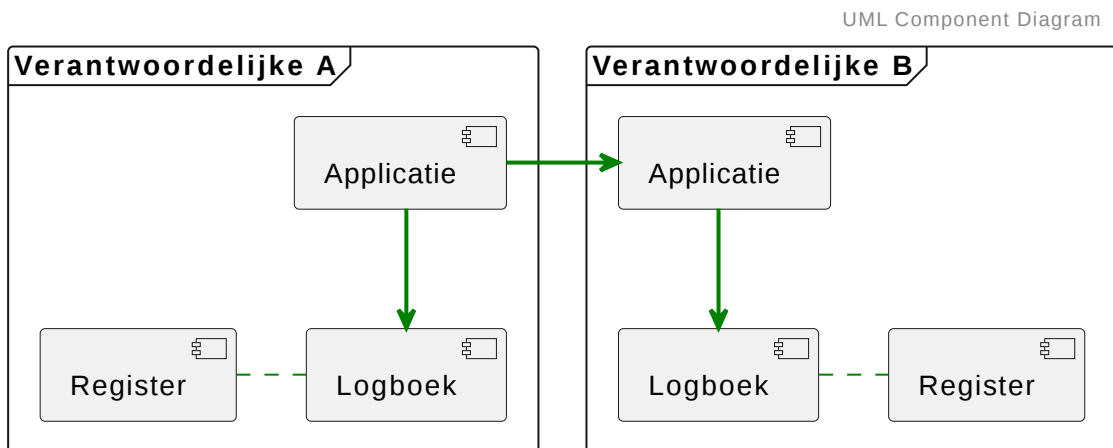 UML Component Diagram
Verantwoordelijke A
Verantwoordelijke B
Applicatie
Applicatie
Register
Logboek
Logboek
Register